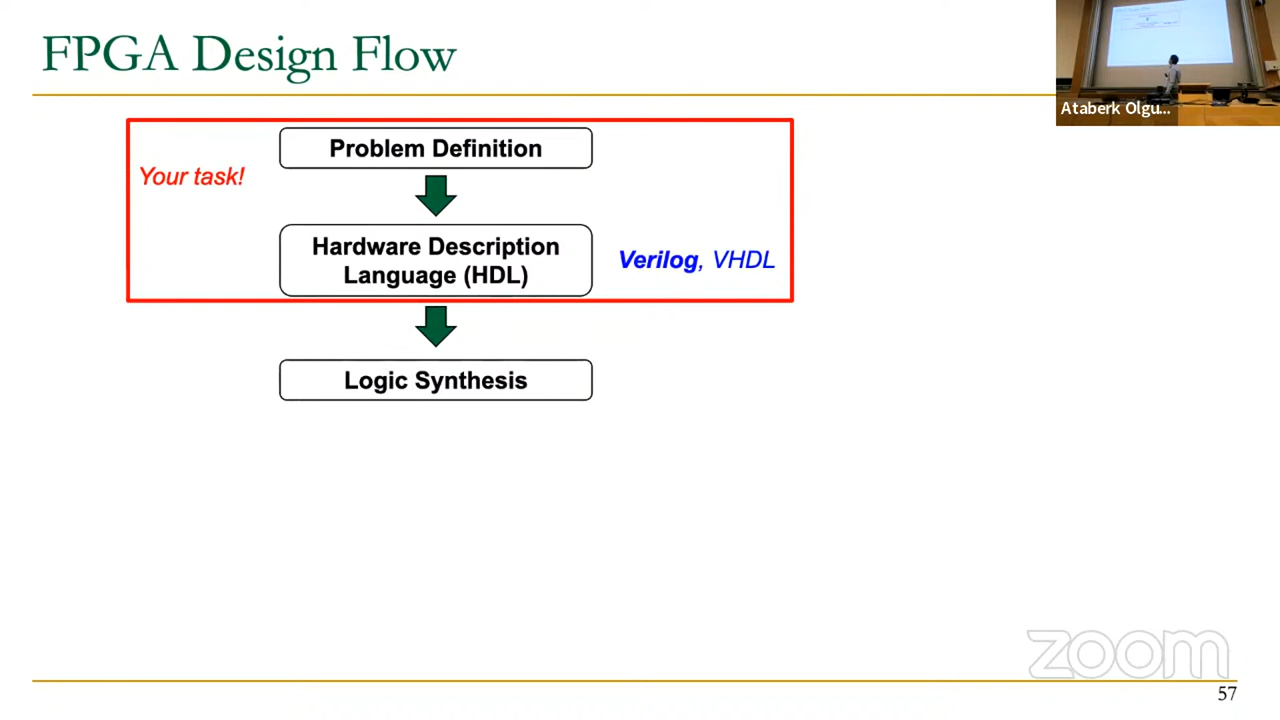 FPGA Design Flow
Ataberk Olgu...
Problem Definition
Your task!
Hardware Description
Language (HDL)
Verilog, VHDL
Logic Synthesis
zoom
57